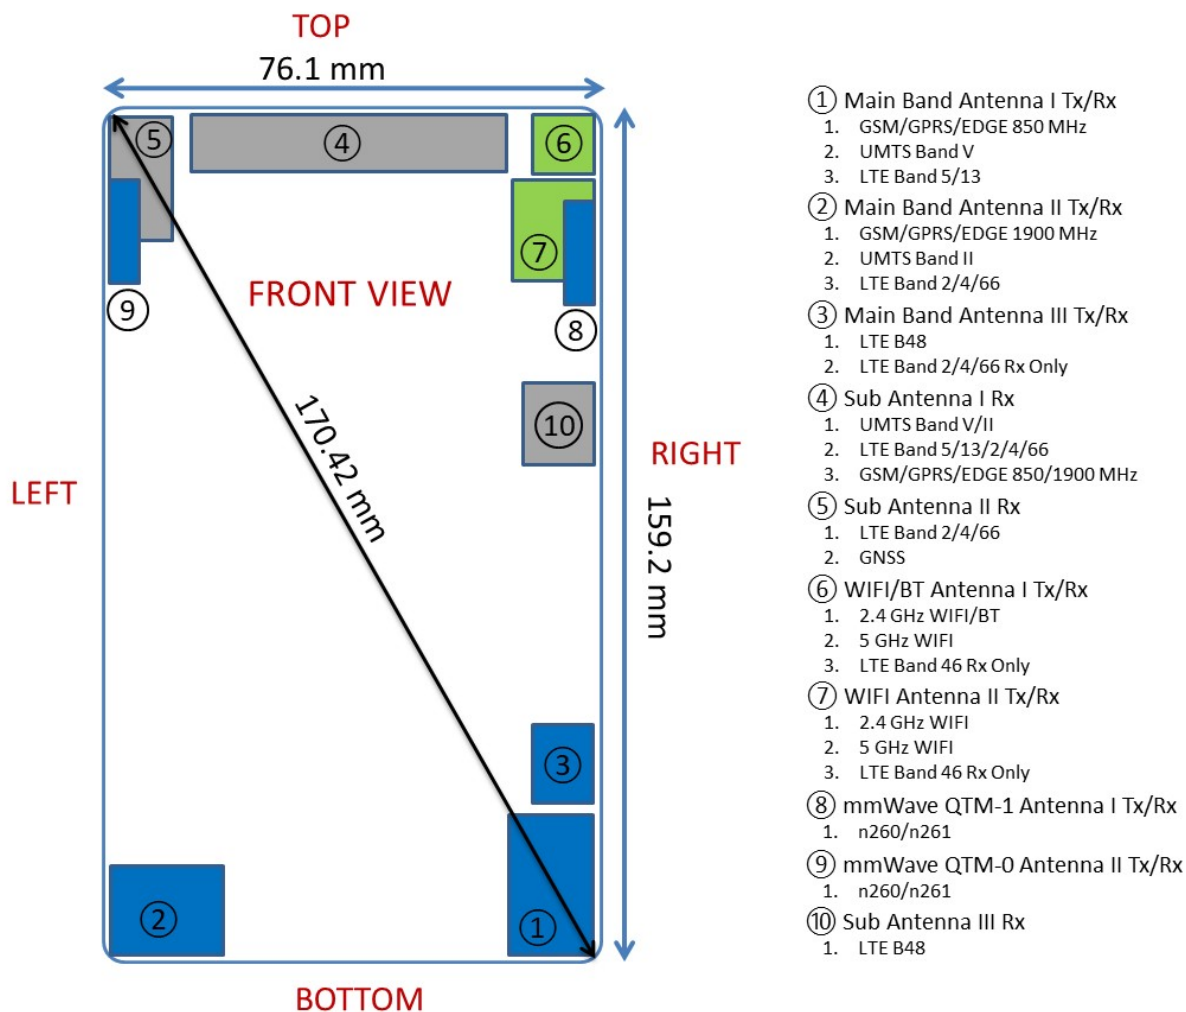 TOP
76.1 mm
⑤
④
⑥
⑦
FRONT VIEW
⑨
⑧
170.42 mm
⑩
RIGHT
LEFT
159.2 mm
③
②
①
BOTTOM
① Main Band Antenna I Tx/Rx
1. GSM/GPRS/EDGE 850 MHz
2. UMTS Band V
3. LTE Band 5/13
② Main Band Antenna II Tx/Rx
1. GSM/GPRS/EDGE 1900 MHz
2. UMTS Band II
3. LTE Band 2/4/66
③ Main Band Antenna III Tx/Rx
1. LTE B48
2. LTE Band 2/4/66 Rx Only
④ Sub Antenna I Rx
1. UMTS Band V/II
2. LTE Band 5/13/2/4/66
3. GSM/GPRS/EDGE 850/1900 MHz
⑤ Sub Antenna II Rx
1. LTE Band 2/4/66
2. GNSS
⑥ WIFI/BT Antenna I Tx/Rx
1. 2.4 GHz WIFI/BT
2. 5 GHz WIFI
3. LTE Band 46 Rx Only
⑦ WIFI Antenna II Tx/Rx
1. 2.4 GHz WIFI
2. 5 GHz WIFI
3. LTE Band 46 Rx Only
⑧ mmWave QTM-1 Antenna I Tx/Rx
1. n260/n261
⑨ mmWave QTM-0 Antenna II Tx/Rx
1. n260/n261
⑩ Sub Antenna III Rx
1. LTE B48